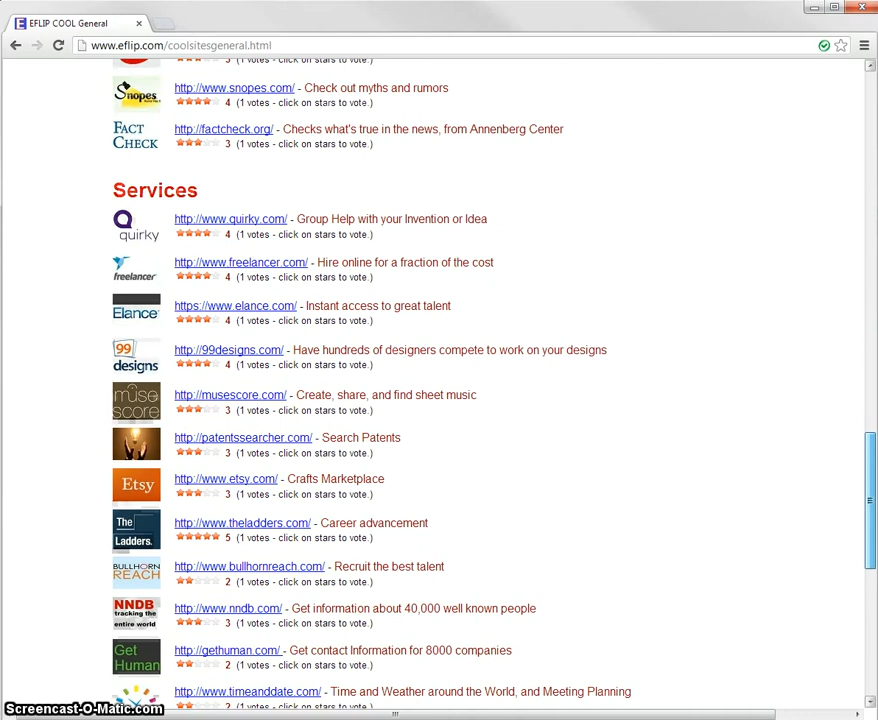 EFLIP COOL General
www.eflip.com/coolsitesgeneral.html
3 (1 votes - click on stars to vote.)
Snopes
http://www.snopes.com/ - Check out myths and rumors
4 (1 votes - click on stars to vote.)
FACT CHECK
http://factcheck.org/ - Checks what's true in the news, from Annenberg Center
3 (1 votes - click on stars to vote.)
Services
quirky
http://www.quirky.com/ - Group Help with your Invention or Idea
4 (1 votes - click on stars to vote.)
freelancer
http://www.freelancer.com/ - Hire online for a fraction of the cost
4 (1 votes - click on stars to vote.)
Elance
https://www.elance.com/ - Instant access to great talent
4 (1 votes - click on stars to vote.)
99 designs
http://99designs.com/ - Have hundreds of designers compete to work on your designs
4 (1 votes - click on stars to vote.)
muse score
http://musescore.com/ - Create, share, and find sheet music
3 (1 votes - click on stars to vote.)
http://patentssearcher.com/ - Search Patents
3 (1 votes - click on stars to vote.)
Etsy
http://www.etsy.com/ - Crafts Marketplace
3 (1 votes - click on stars to vote.)
The Ladders.
http://www.theladders.com/ - Career advancement
5 (1 votes - click on stars to vote.)
BULLHORN REACH
http://www.bullhornreach.com/ - Recruit the best talent
2 (1 votes - click on stars to vote.)
NNDB tracking the entire world
http://www.nndb.com/ - Get information about 40,000 well known people
3 (1 votes - click on stars to vote.)
Get Human
http://gethuman.com/ - Get contact Information for 8000 companies
2 (1 votes - click on stars to vote.)
http://www.timeanddate.com/ - Time and Weather around the World, and Meeting Planning
2 (1 votes - click on stars to vote.)
Screencast-O-Matic.com